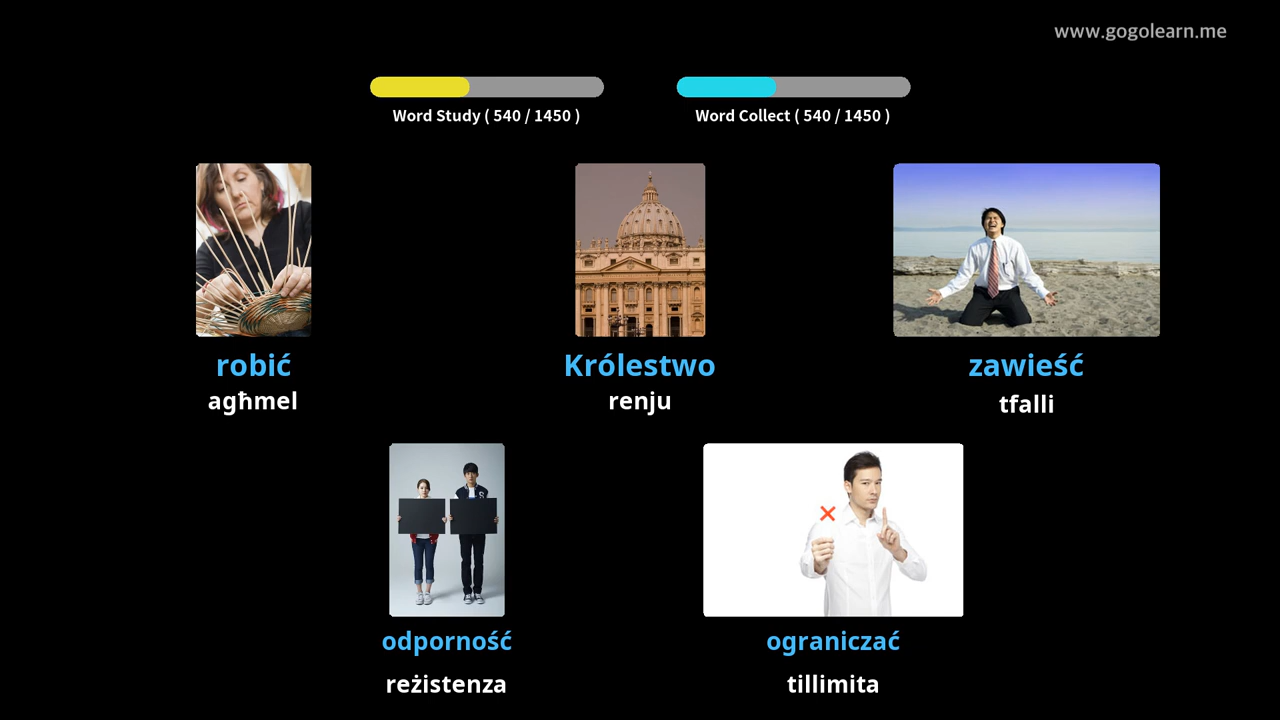 www.gogolearn.me
Word Study ( 540 / 1450 )
Word Collect ( 540 / 1450 )
robić
agħmel
Królestwo
renju
zawieść
tfalli
odporność
reżistenza
ograniczać
tillimita